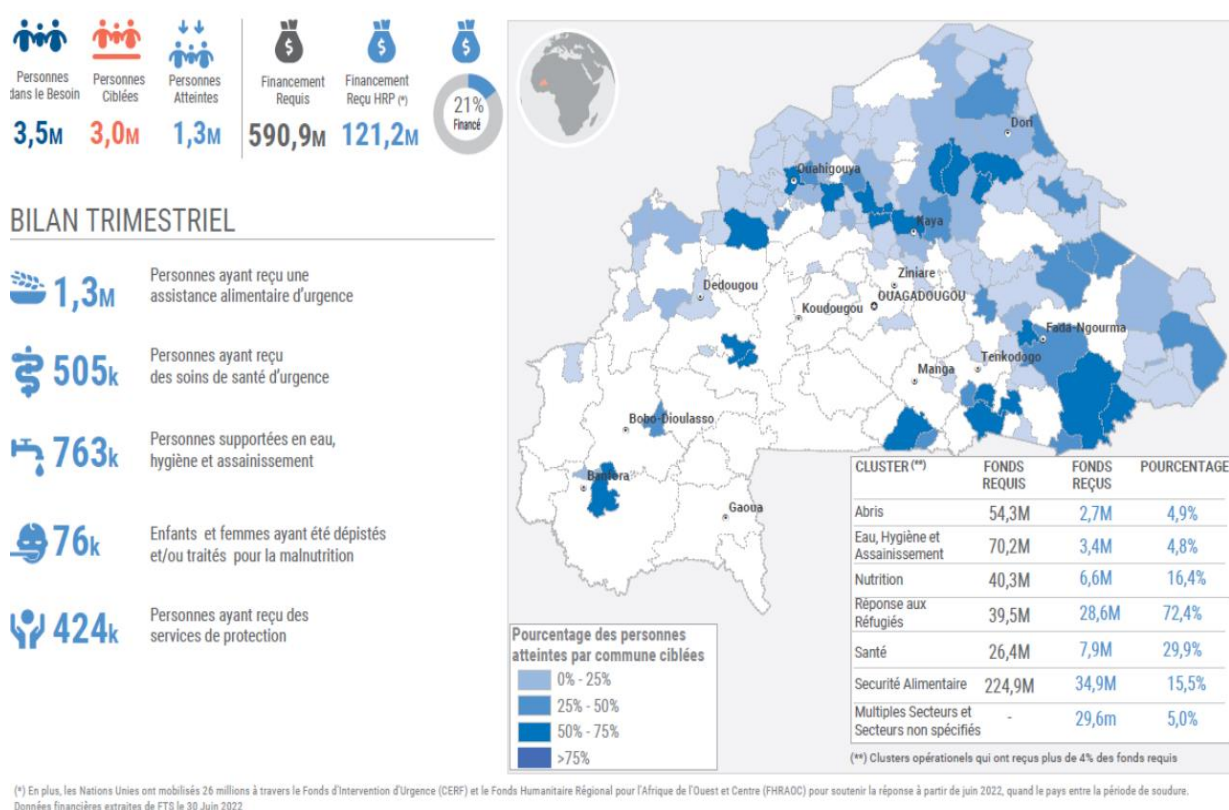 Personnes
dans le Besoin
3,5M
Personnes
Ciblées
3,0M
Personnes
Atteintes
1,3M
Financement
Requis
590,9M
Financement
Reçu HRP (*)
121,2M
21%
Financé
BILAN TRIMESTRIEL
1,3M
Personnes ayant reçu une
assistance alimentaire d'urgence
505k
Personnes ayant reçu
des soins de santé d'urgence
763k
Personnes supportées en eau,
hygiène et assainissement
76k
Enfants et femmes ayant été dépistés
et/ou traités pour la malnutrition
424k
Personnes ayant reçu des
services de protection
Dori
Ouahigouya
Kaya
Ziniare
Dedougou
OUAGADOUGOU
Koudougou
Fada-Ngourma
Tenkodogo
Manga
Bobo-Dioulasso
Banfora
Gaoua
Pourcentage des personnes
atteintes par commune ciblées
0% - 25%
25% - 50%
50% - 75%
>75%
CLUSTER (**) FONDS REQUIS FONDS REÇUS POURCENTAGE
Abris 54,3M 2,7M 4,9%
Eau, Hygiène et
Assainissement 70,2M 3,4M 4,8%
Nutrition 40,3M 6,6M 16,4%
Réponse aux
Réfugiés 39,5M 28,6M 72,4%
Santé 26,4M 7,9M 29,9%
Securité Alimentaire 224,9M 34,9M 15,5%
Multiples Secteurs et
Secteurs non spécifiés - 29,6m 5,0%
(**) Clusters opérationels qui ont reçus plus de 4% des fonds requis
(*) En plus, les Nations Unies ont mobilisés 26 millions à travers le Fonds d'Intervention d'Urgence (CERF) et le Fonds Humanitaire Régional pour l'Afrique de l'Ouest et Centre (FHRAOC) pour soutenir la réponse à partir de juin 2022, quand le pays entre la période de soudure.
Données financières extraites de FTS le 30 Juin 2022